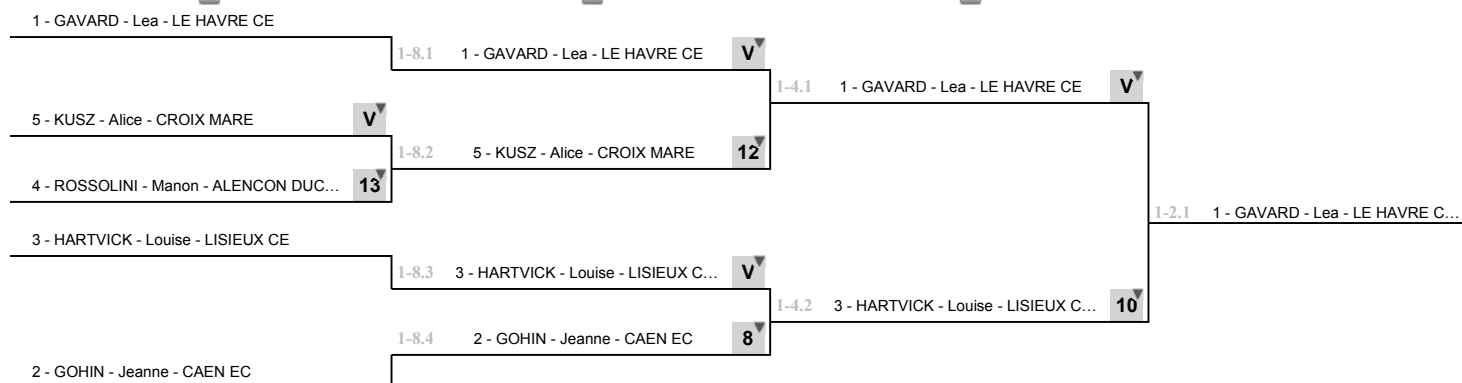 1 - GAVARD - Lea - LE HAVRE CE
1-8.1 1 - GAVARD - Lea - LE HAVRE CE V
1-4.1 1 - GAVARD - Lea - LE HAVRE CE V
5 - KUSZ - Alice - CROIX MARE V
1-8.2 5 - KUSZ - Alice - CROIX MARE 12
4 - ROSSOLINI - Manon - ALENCON DUC... 13
1-2.1 1 - GAVARD - Lea - LE HAVRE C...
3 - HARTVICK - Louise - LISIEUX CE
1-8.3 3 - HARTVICK - Louise - LISIEUX C... V
1-4.2 3 - HARTVICK - Louise - LISIEUX C... 10
1-8.4 2 - GOHIN - Jeanne - CAEN EC 8
2 - GOHIN - Jeanne - CAEN EC